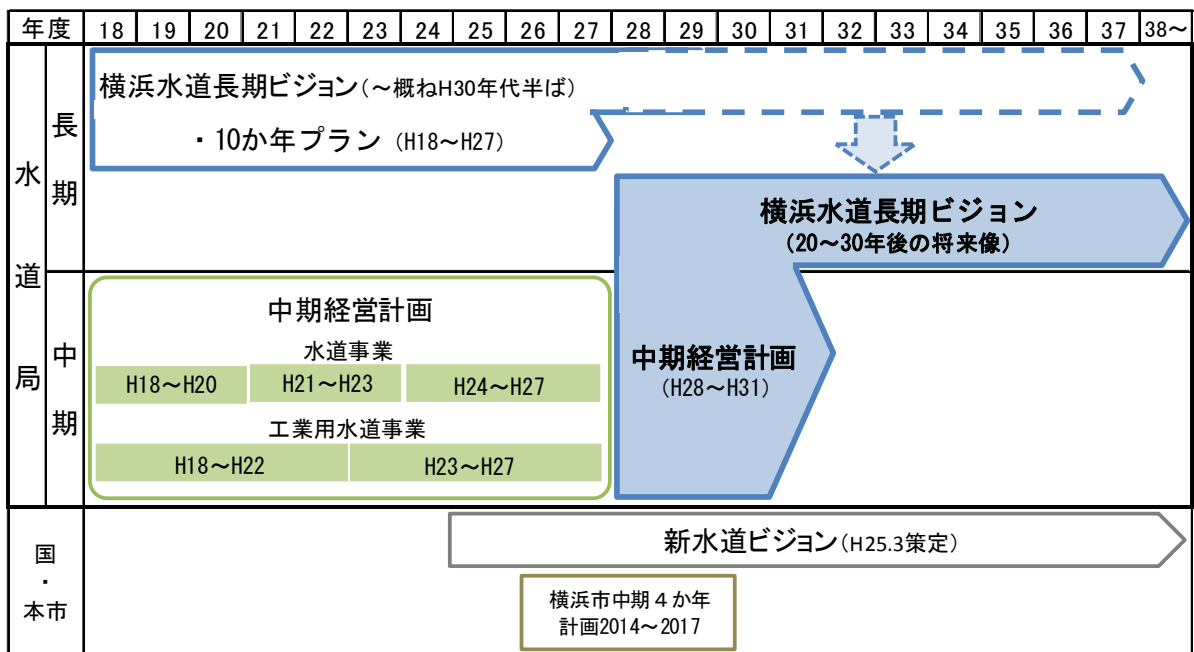 年度 18 19 20 21 22 23 24 25 26 27 28 29 30 31 32 33 34 35 36 37 38～
水道局
長期
横浜水道長期ビジョン（～概ねH30年代半ば）
・10か年プラン（H18～H27）
横浜水道長期ビジョン
（20～30年後の将来像）
中期
中期経営計画
水道事業
H18～H20 H21～H23 H24～H27
工業用水道事業
H18～H22 H23～H27
中期経営計画
（H28～H31）
国・本市
新水道ビジョン（H25.3策定）
横浜市中期４か年
計画2014～2017